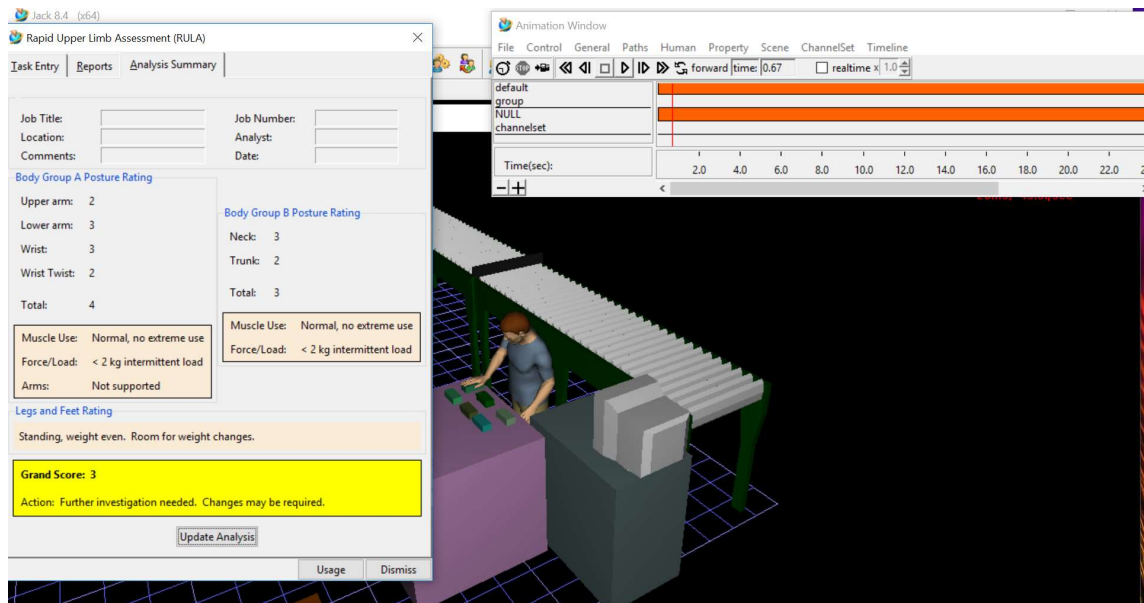 Jack 8.4 (x64)
Rapid Upper Limb Assessment (RULA)
Task Entry Reports Analysis Summary
Job Title: Job Number:
Location: Analyst:
Comments: Date:
Body Group A Posture Rating
Upper arm: 2
Lower arm: 3
Wrist: 3
Wrist Twist: 2
Total: 4
Muscle Use: Normal, no extreme use
Force/Load: < 2 kg intermittent load
Arms: Not supported
Body Group B Posture Rating
Neck: 3
Trunk: 2
Total: 3
Muscle Use: Normal, no extreme use
Force/Load: < 2 kg intermittent load
Legs and Feet Rating
Standing, weight even. Room for weight changes.
Grand Score: 3
Action: Further investigation needed. Changes may be required.
Update Analysis
Usage Dismiss
Animation Window
File Control General Paths Human Property Scene ChannelSet Timeline
STOP forward time: 0.67 realtime x 1.0
default
group
NULL
channelset
Time(sec): 2.0 4.0 6.0 8.0 10.0 12.0 14.0 16.0 18.0 20.0 22.0